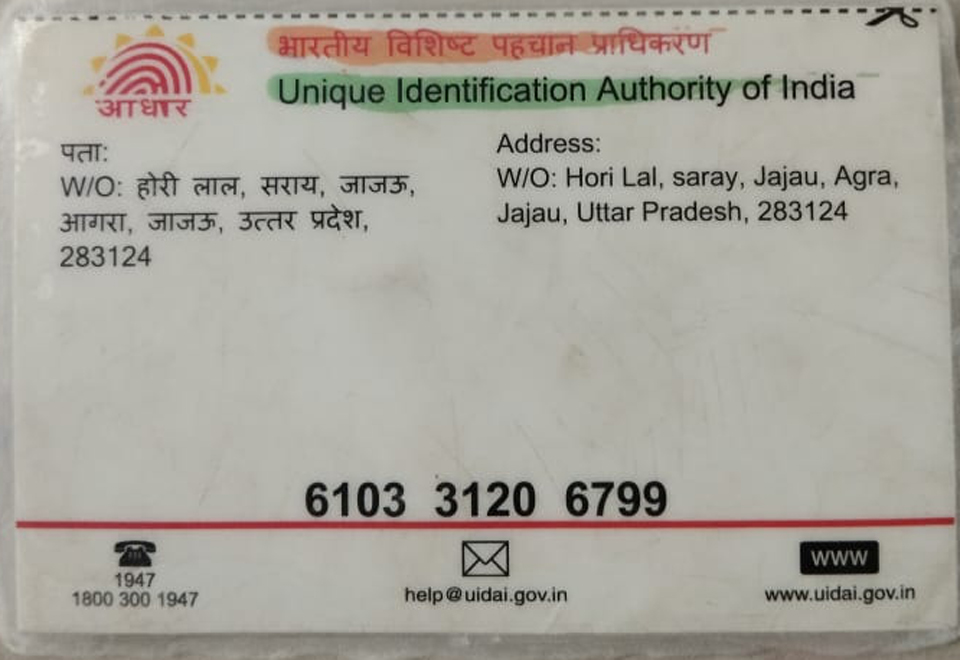 भारतीय विशिष्ट पहचान प्राधिकरण
आधार
Unique Identification Authority of India
पता:
W/O: होरी लाल, सराय, जाजऊ,
आगरा, जाजऊ, उत्तर प्रदेश,
283124
Address:
W/O: Hori Lal, saray, Jajau, Agra,
Jajau, Uttar Pradesh, 283124
6103 3120 6799
1947
1800 300 1947
help@uidai.gov.in
WWW
www.uidai.gov.in